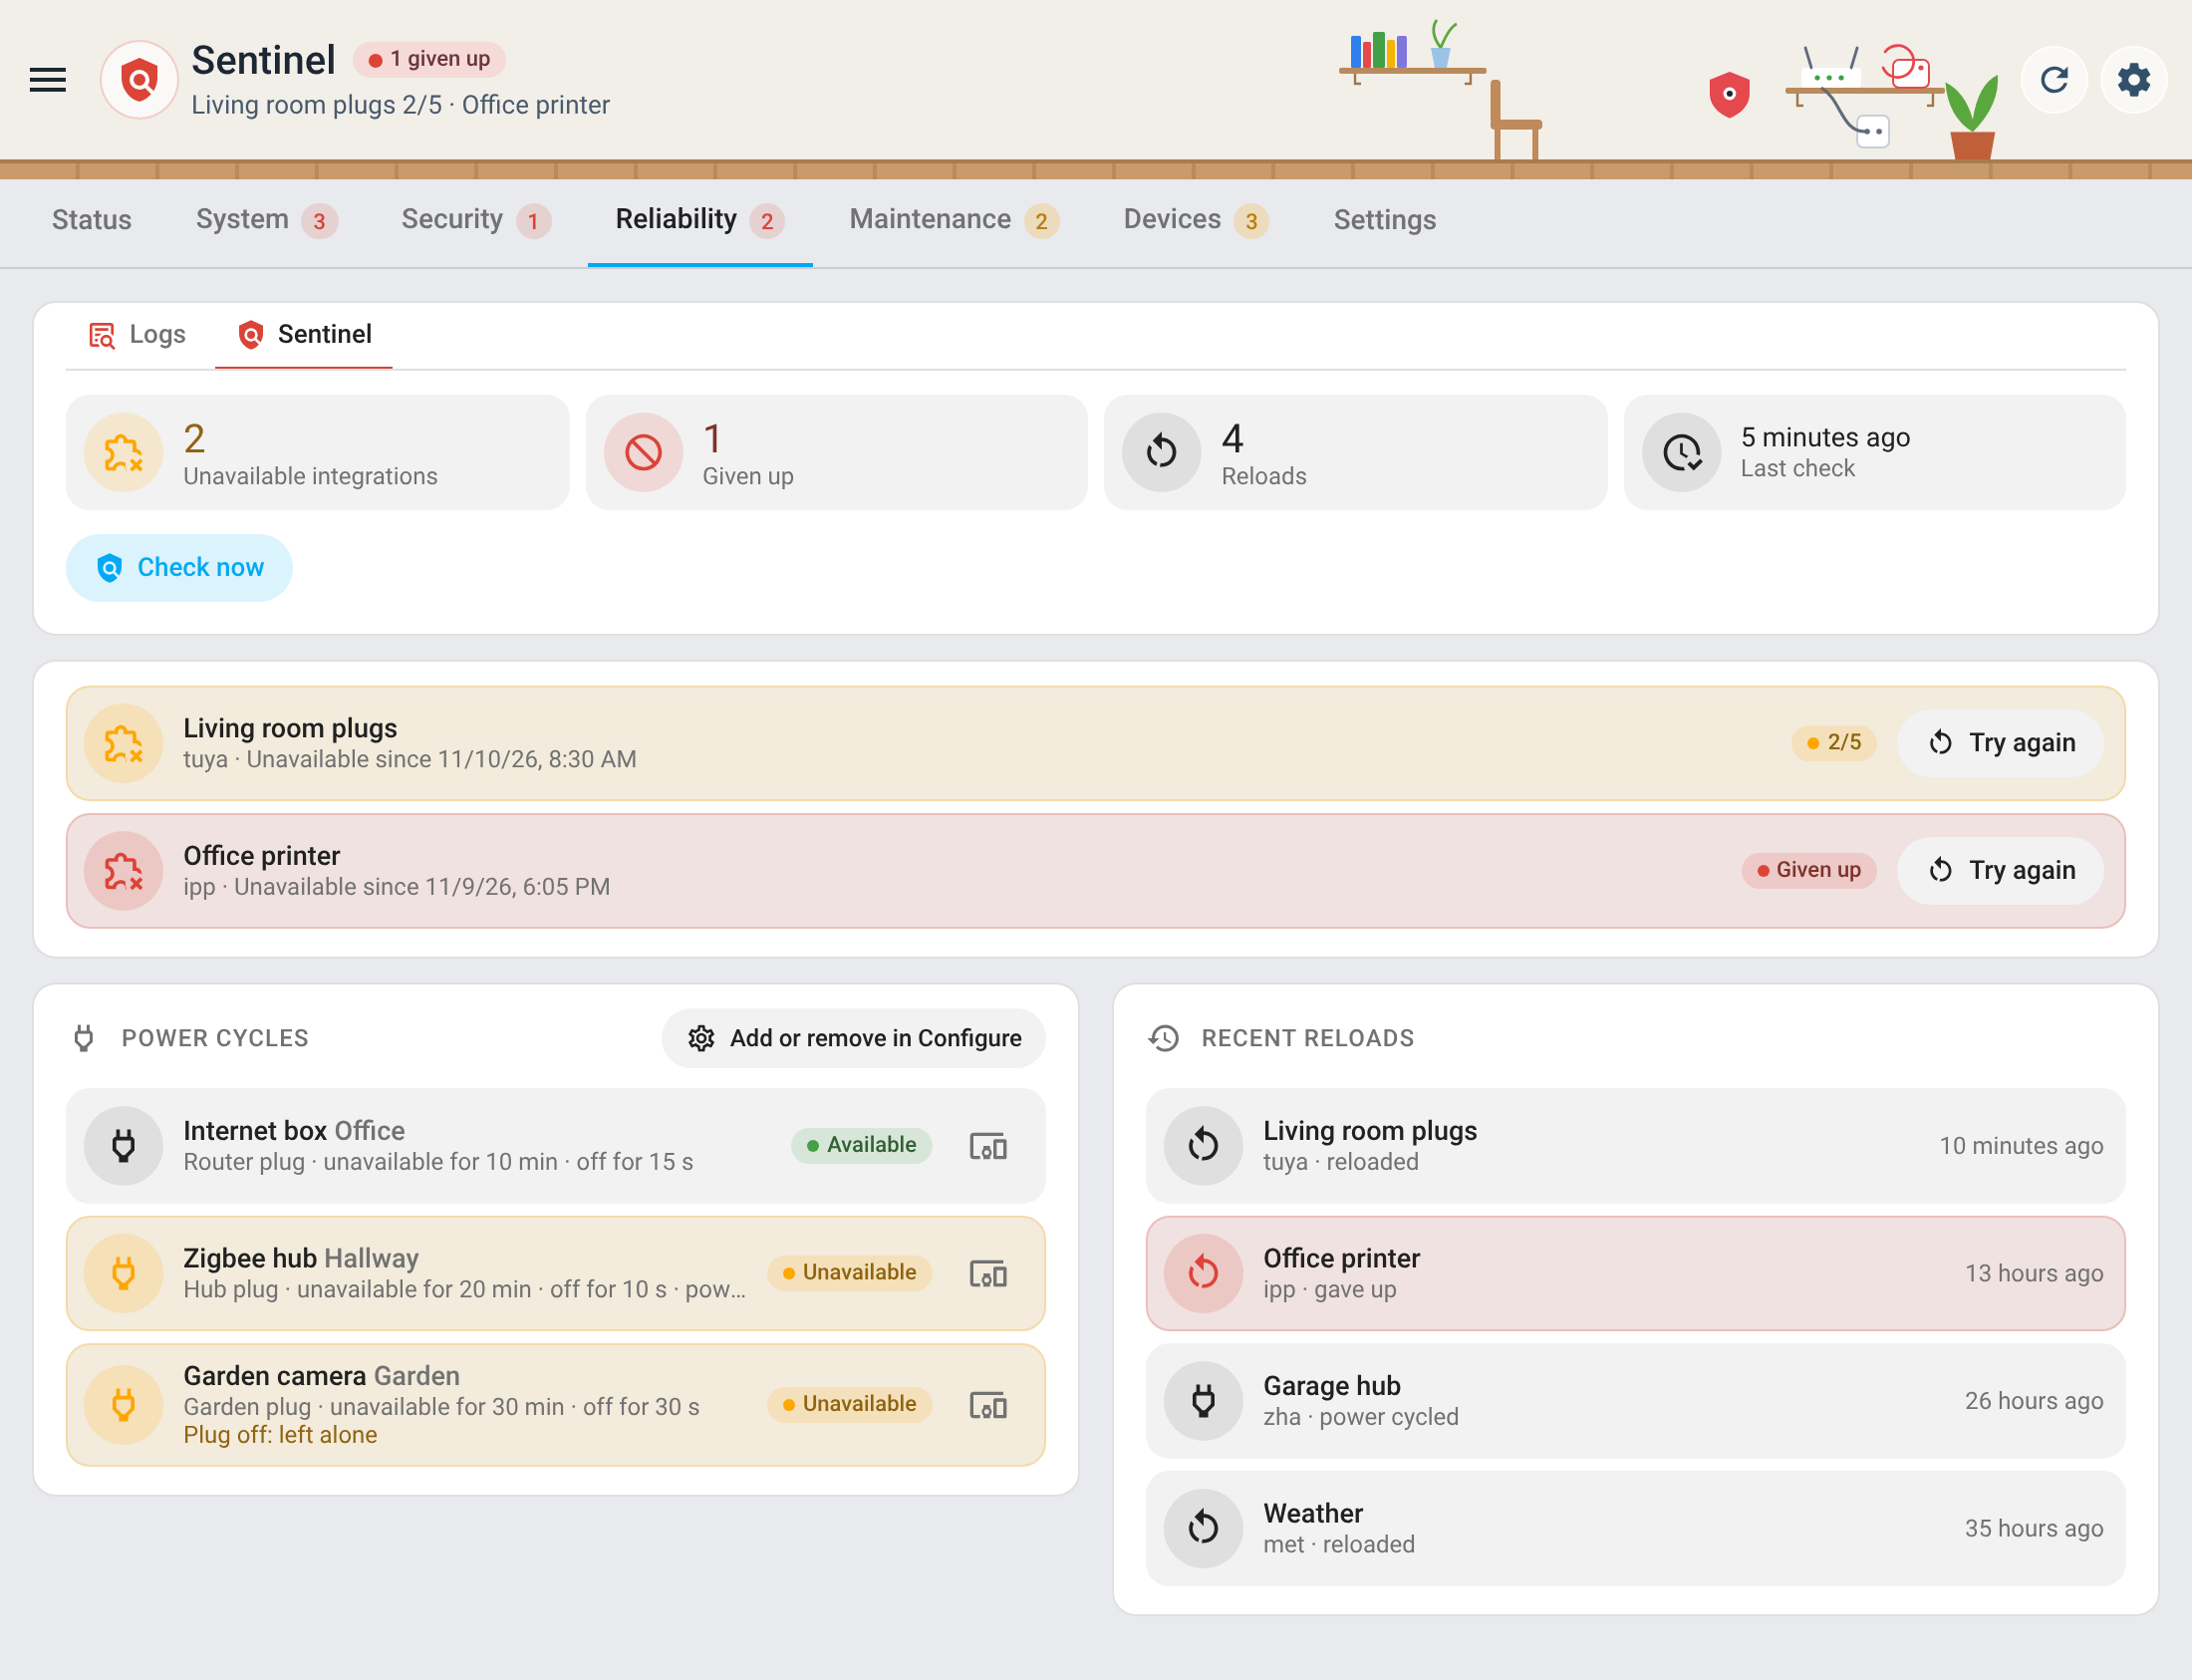 Sentinel
1 given up
Living room plugs 2/5 · Office printer
Status
System 3
Security 1
Reliability 2
Maintenance 2
Devices 3
Settings
Logs
Sentinel
2
Unavailable integrations
1
Given up
4
Reloads
5 minutes ago
Last check
Check now
Living room plugs
tuya · Unavailable since 11/10/26, 8:30 AM
2/5
Try again
Office printer
ipp · Unavailable since 11/9/26, 6:05 PM
Given up
Try again
POWER CYCLES
Add or remove in Configure
Internet box Office
Router plug · unavailable for 10 min · off for 15 s
Available
Zigbee hub Hallway
Hub plug · unavailable for 20 min · off for 10 s · pow…
Unavailable
Garden camera Garden
Garden plug · unavailable for 30 min · off for 30 s
Plug off: left alone
Unavailable
RECENT RELOADS
Living room plugs
tuya · reloaded
10 minutes ago
Office printer
ipp · gave up
13 hours ago
Garage hub
zha · power cycled
26 hours ago
Weather
met · reloaded
35 hours ago